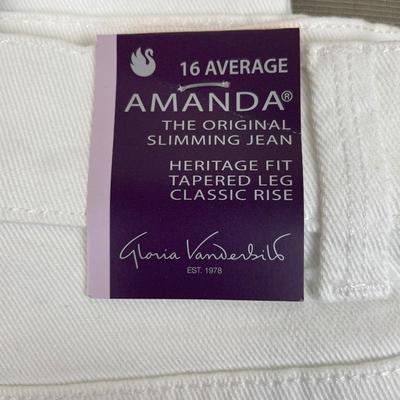 16 AVERAGE
AMANDA®
THE ORIGINAL
SLIMMING JEAN
HERITAGE FIT
TAPERED LEG
CLASSIC RISE
Gloria Vanderbilt
EST. 1978